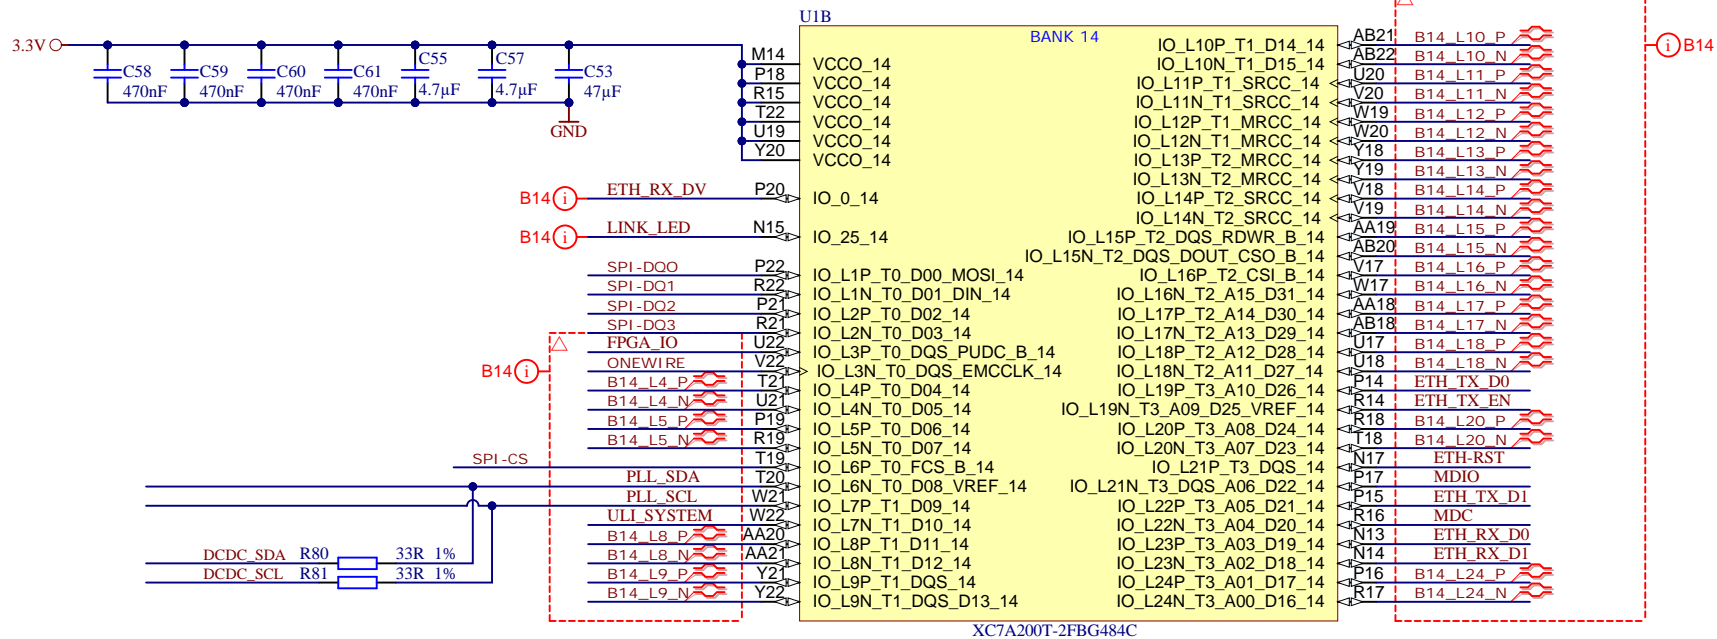 U1B
BANK 14
3.3V
C58 470nF
C59 470nF
C60 470nF
C61 470nF
C55 4.7µF
C57 4.7µF
C53 47µF
GND
M14 VCCO_14
P18 VCCO_14
R15 VCCO_14
T22 VCCO_14
U19 VCCO_14
Y20 VCCO_14
B14 i ETH_RX_DV P20 IO_0_14
B14 i LINK_LED N15 IO_25_14
SPI-DQ0 P22 IO_L1P_T0_D00_MOSI_14
SPI-DQ1 R22 IO_L1N_T0_D01_DIN_14
SPI-DQ2 P21 IO_L2P_T0_D02_14
SPI-DQ3 R21 IO_L2N_T0_D03_14
FPGA_IO U22 IO_L3P_T0_DQS_PUDC_B_14
B14 i
ONEWIRE V22 IO_L3N_T0_DQS_EMCCLK_14
B14_L4_P T21 IO_L4P_T0_D04_14
B14_L4_N U21 IO_L4N_T0_D05_14
B14_L5_P P19 IO_L5P_T0_D06_14
B14_L5_N R19 IO_L5N_T0_D07_14
SPI-CS T19 IO_L6P_T0_FCS_B_14
PLL_SDA T20 IO_L6N_T0_D08_VREF_14
PLL_SCL W21 IO_L7P_T1_D09_14
ULI_SYSTEM W22 IO_L7N_T1_D10_14
B14_L8_P AA20 IO_L8P_T1_D11_14
B14_L8_N AA21 IO_L8N_T1_D12_14
B14_L9_P Y21 IO_L9P_T1_DQS_14
B14_L9_N Y22 IO_L9N_T1_DQS_D13_14
DCDC_SDA R80 33R 1%
DCDC_SCL R81 33R 1%
IO_L10P_T1_D14_14 AB21 B14_L10_P
i B14
IO_L10N_T1_D15_14 AB22 B14_L10_N
IO_L11P_T1_SRCC_14 U20 B14_L11_P
IO_L11N_T1_SRCC_14 V20 B14_L11_N
IO_L12P_T1_MRCC_14 W19 B14_L12_P
IO_L12N_T1_MRCC_14 W20 B14_L12_N
IO_L13P_T2_MRCC_14 Y18 B14_L13_P
IO_L13N_T2_MRCC_14 Y19 B14_L13_N
IO_L14P_T2_SRCC_14 V18 B14_L14_P
IO_L14N_T2_SRCC_14 V19 B14_L14_N
IO_L15P_T2_DQS_RDWR_B_14 AA19 B14_L15_P
IO_L15N_T2_DQS_DOUT_CSO_B_14 AB20 B14_L15_N
IO_L16P_T2_CSI_B_14 V17 B14_L16_P
IO_L16N_T2_A15_D31_14 W17 B14_L16_N
IO_L17P_T2_A14_D30_14 AA18 B14_L17_P
IO_L17N_T2_A13_D29_14 AB18 B14_L17_N
IO_L18P_T2_A12_D28_14 U17 B14_L18_P
IO_L18N_T2_A11_D27_14 U18 B14_L18_N
IO_L19P_T3_A10_D26_14 P14 ETH_TX_D0
IO_L19N_T3_A09_D25_VREF_14 R14 ETH_TX_EN
IO_L20P_T3_A08_D24_14 R18 B14_L20_P
IO_L20N_T3_A07_D23_14 T18 B14_L20_N
IO_L21P_T3_DQS_14 N17 ETH-RST
IO_L21N_T3_DQS_A06_D22_14 P17 MDIO
IO_L22P_T3_A05_D21_14 P15 ETH_TX_D1
IO_L22N_T3_A04_D20_14 R16 MDC
IO_L23P_T3_A03_D19_14 N13 ETH_RX_D0
IO_L23N_T3_A02_D18_14 N14 ETH_RX_D1
IO_L24P_T3_A01_D17_14 P16 B14_L24_P
IO_L24N_T3_A00_D16_14 R17 B14_L24_N
XC7A200T-2FBG484C